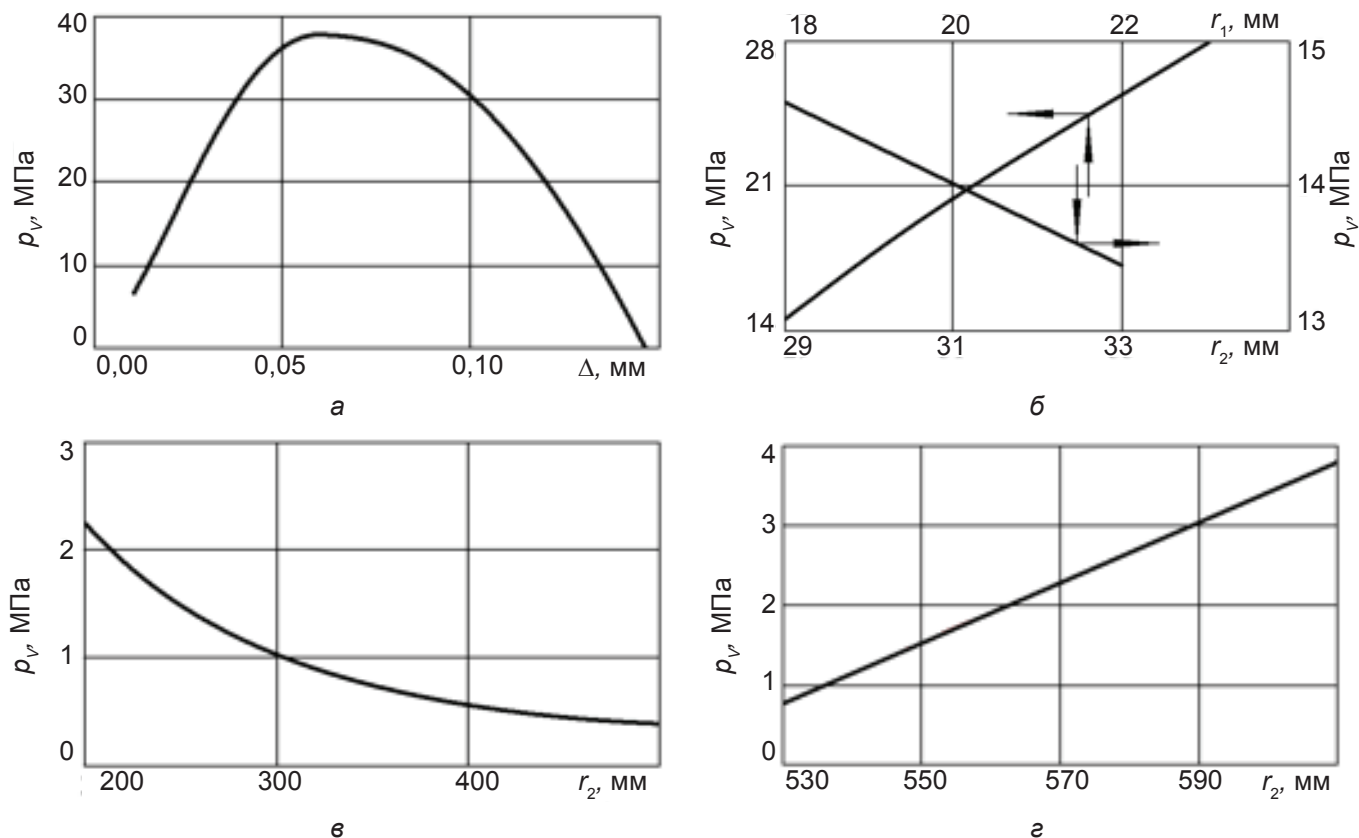 40
30
20
10
0
p_V, МПа
0,00 0,05 0,10 Δ, мм
а
18 20 22 r_1, мм
28
21
14
p_V, МПа
15
14
13
p_V, МПа
29 31 33 r_2, мм
б
3
2
1
0
p_V, МПа
200 300 400 r_2, мм
в
4
3
2
1
0
p_V, МПа
530 550 570 590 r_2, мм
г